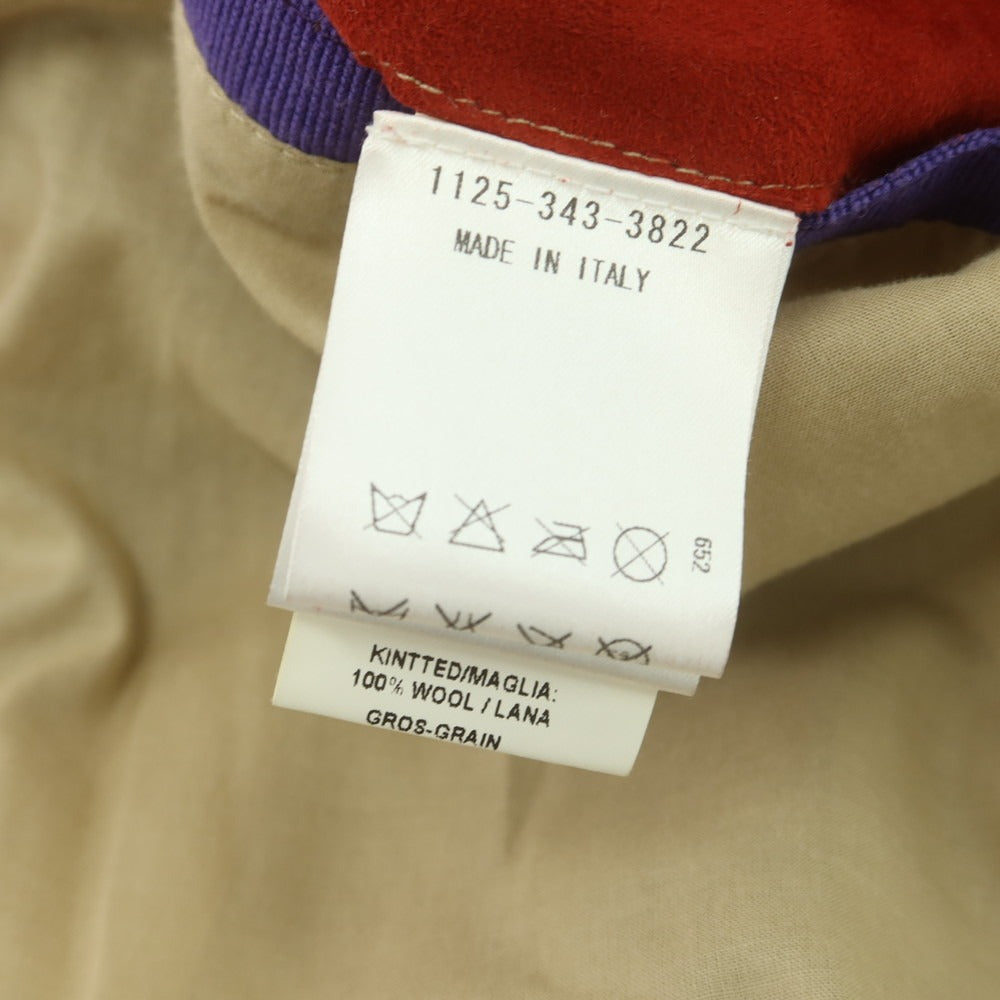 1125-343-3822
MADE IN ITALY
652
KINTTED/MAGLIA:
100% WOOL / LANA
GROS-GRAIN